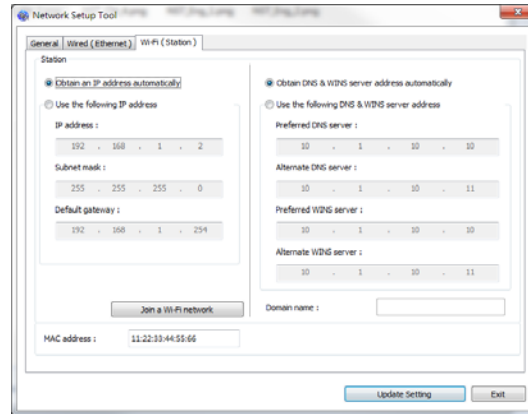 Network Setup Tool
General Wired ( Ethernet ) Wi-Fi ( Station )
Station
Obtain an IP address automatically
Use the following IP address
IP address :
192 . 168 . 1 . 2
Subnet mask :
255 . 255 . 255 . 0
Default gateway :
192 . 168 . 1 . 254
Join a Wi-Fi network
Obtain DNS & WINS server address automatically
Use the following DNS & WINS server address
Preferred DNS server :
10 . 1 . 10 . 10
Alternate DNS server :
10 . 1 . 10 . 11
Preferred WINS server :
10 . 1 . 10 . 10
Alternate WINS server :
10 . 1 . 10 . 11
Domain name :
MAC address : 11:22:33:44:55:66
Update Setting Exit